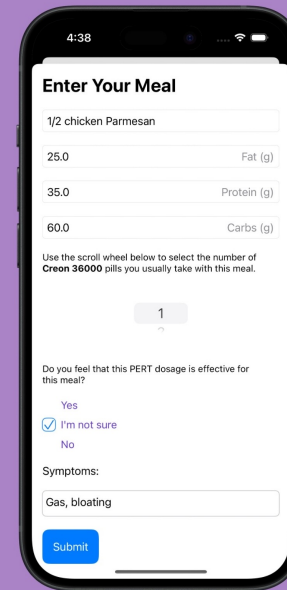 4:38
Enter Your Meal
1/2 chicken Parmesan
25.0 Fat (g)
35.0 Protein (g)
60.0 Carbs (g)
Use the scroll wheel below to select the number of
Creon 36000 pills you usually take with this meal.
1
Do you feel that this PERT dosage is effective for
this meal?
Yes
I'm not sure
No
Symptoms:
Gas, bloating
Submit